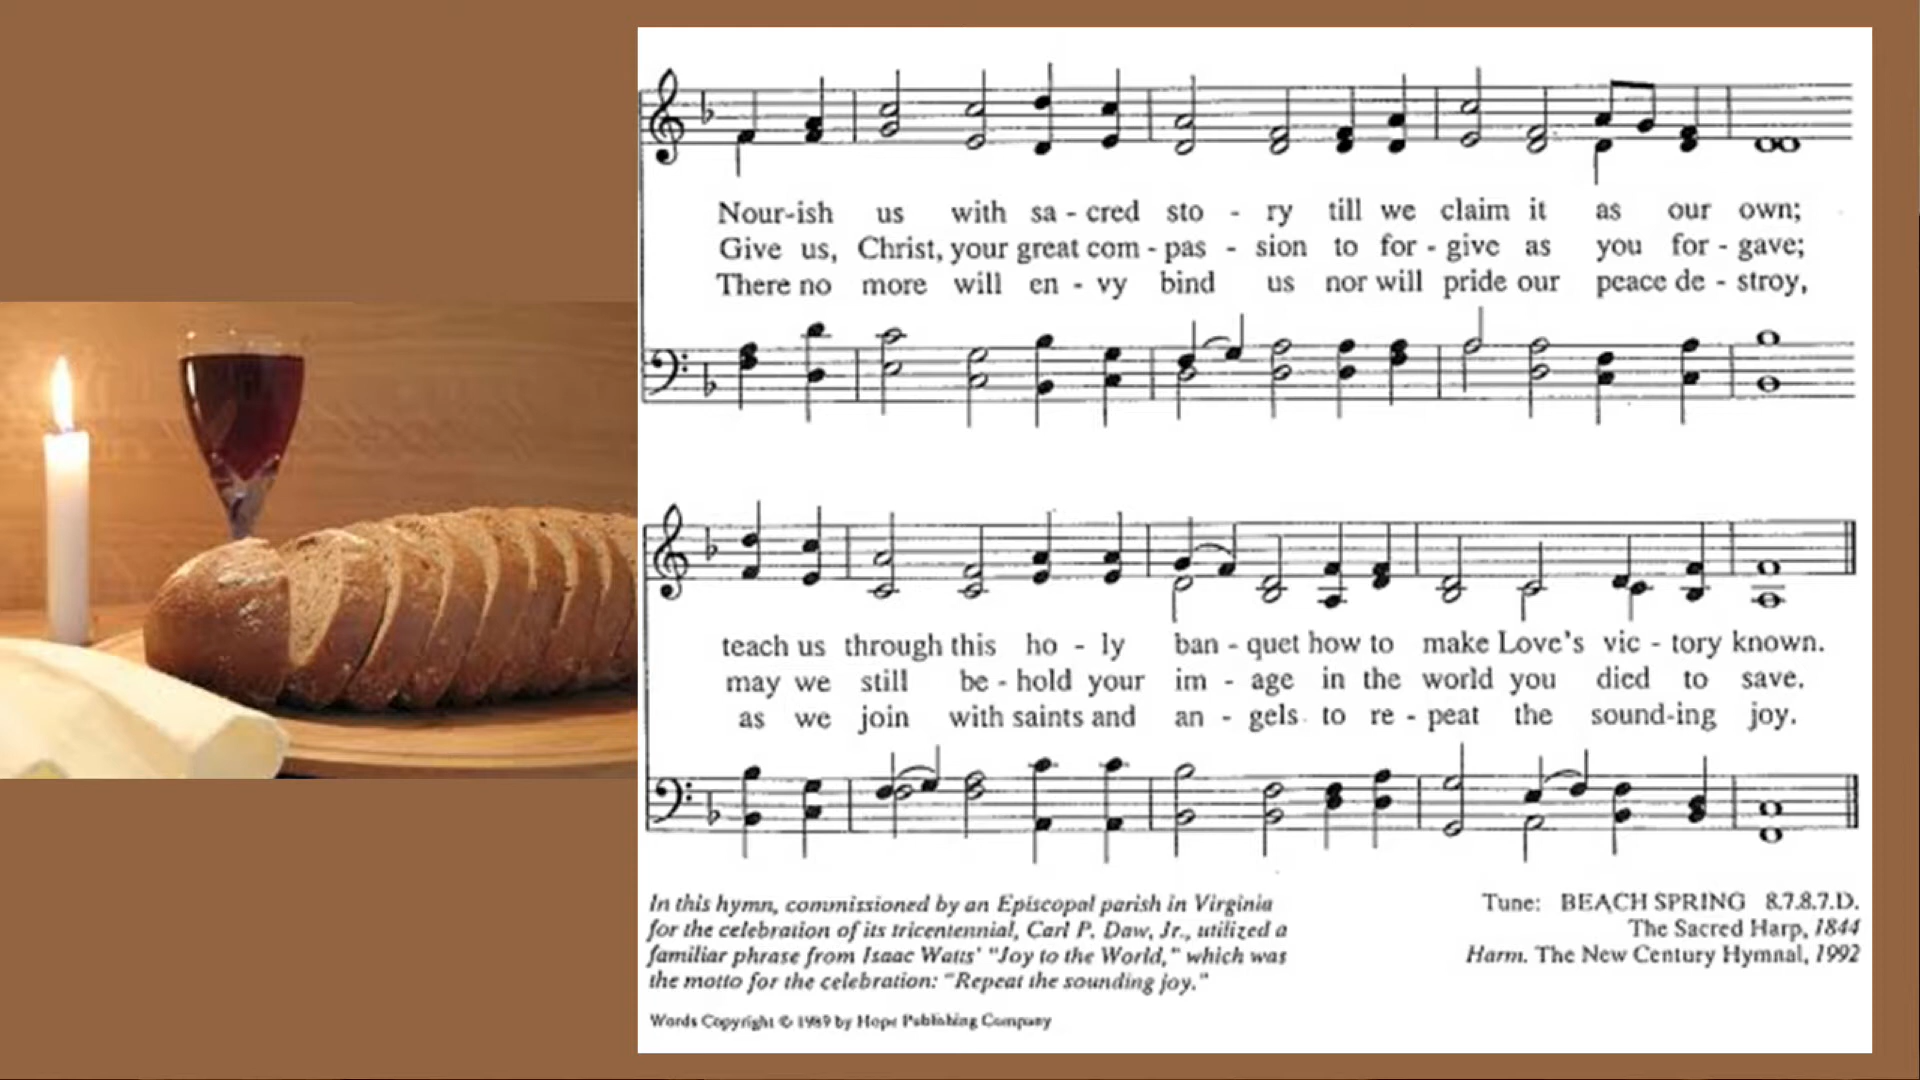 Nour-ish us with sa - cred sto - ry till we claim it as our own;
Give us, Christ, your great com - pas - sion to for - give as you for - gave;
There no more will en - vy bind us nor will pride our peace de - stroy,
teach us through this ho - ly ban - quet how to make Love's vic - tory known.
may we still be - hold your im - age in the world you died to save.
as we join with saints and an - gels to re - peat the sound-ing joy.
In this hymn, commissioned by an Episcopal parish in Virginia
for the celebration of its tricentennial, Carl P. Daw, Jr., utilized a
familiar phrase from Isaac Watts' "Joy to the World," which was
the motto for the celebration: "Repeat the sounding joy."
Tune: BEACH SPRING 8.7.8.7.D.
The Sacred Harp, 1844
Harm. The New Century Hymnal, 1992
Words Copyright © 1989 by Hope Publishing Company